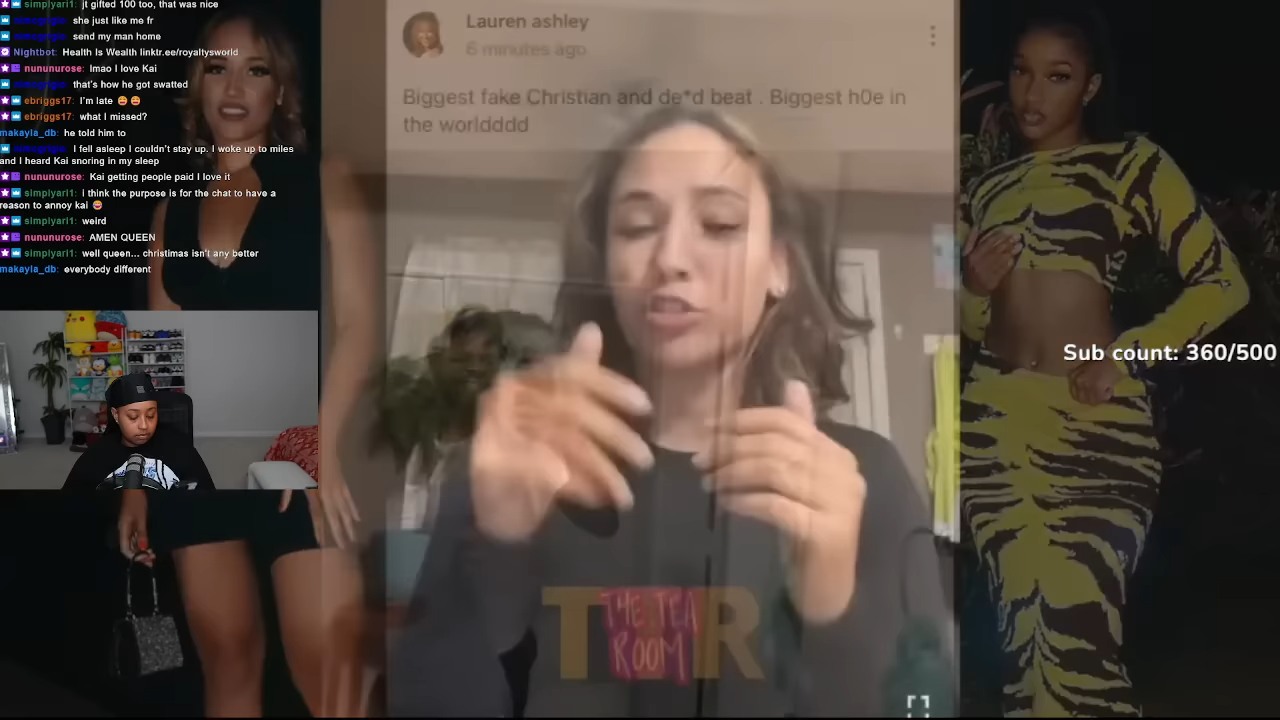 simplyari1: jt gifted 100 too, that was nice
she just like me fr
send my man home
Nightbot: Health Is Wealth linktr.ee/royaltysworld
nununurose: lmao I love Kai
that's how he got swatted
ebriggs17: I'm late
ebriggs17: what I missed?
makayla_db: he told him to
I fell asleep I couldn't stay up. I woke up to miles
and I heard Kai snoring in my sleep
nununurose: Kai getting people paid I love it
simplyari1: i think the purpose is for the chat to have a
reason to annoy kai
simplyari1: weird
nununurose: AMEN QUEEN
simplyari1: well queen... christimas isn't any better
makayla_db: everybody different
Lauren ashley
6 minutes ago
Biggest fake Christian and de*d beat . Biggest h0e in
the worldddd
Sub count: 360/500
T R
THE TEA
ROOM